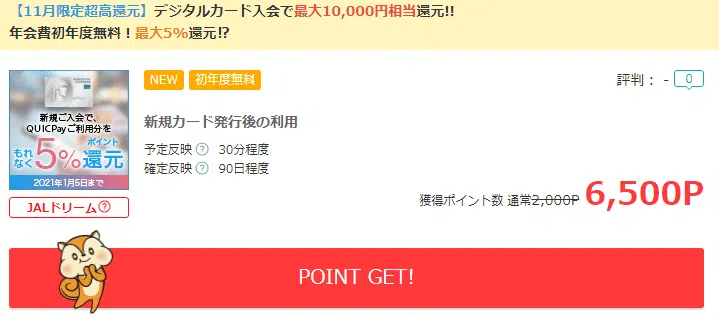 【11月限定超高還元】デジタルカード入会で最大10,000円相当還元!!
年会費初年度無料！最大5%還元!?
NEW 初年度無料
評判： - 0
新規ご入会で、
QUICPayご利用分を
もれなく5%ポイント還元
2021年1月5日まで
JALドリーム?
新規カード発行後の利用
予定反映 ? 30分程度
確定反映 ? 90日程度
獲得ポイント数 通常2,000P 6,500P
POINT GET!